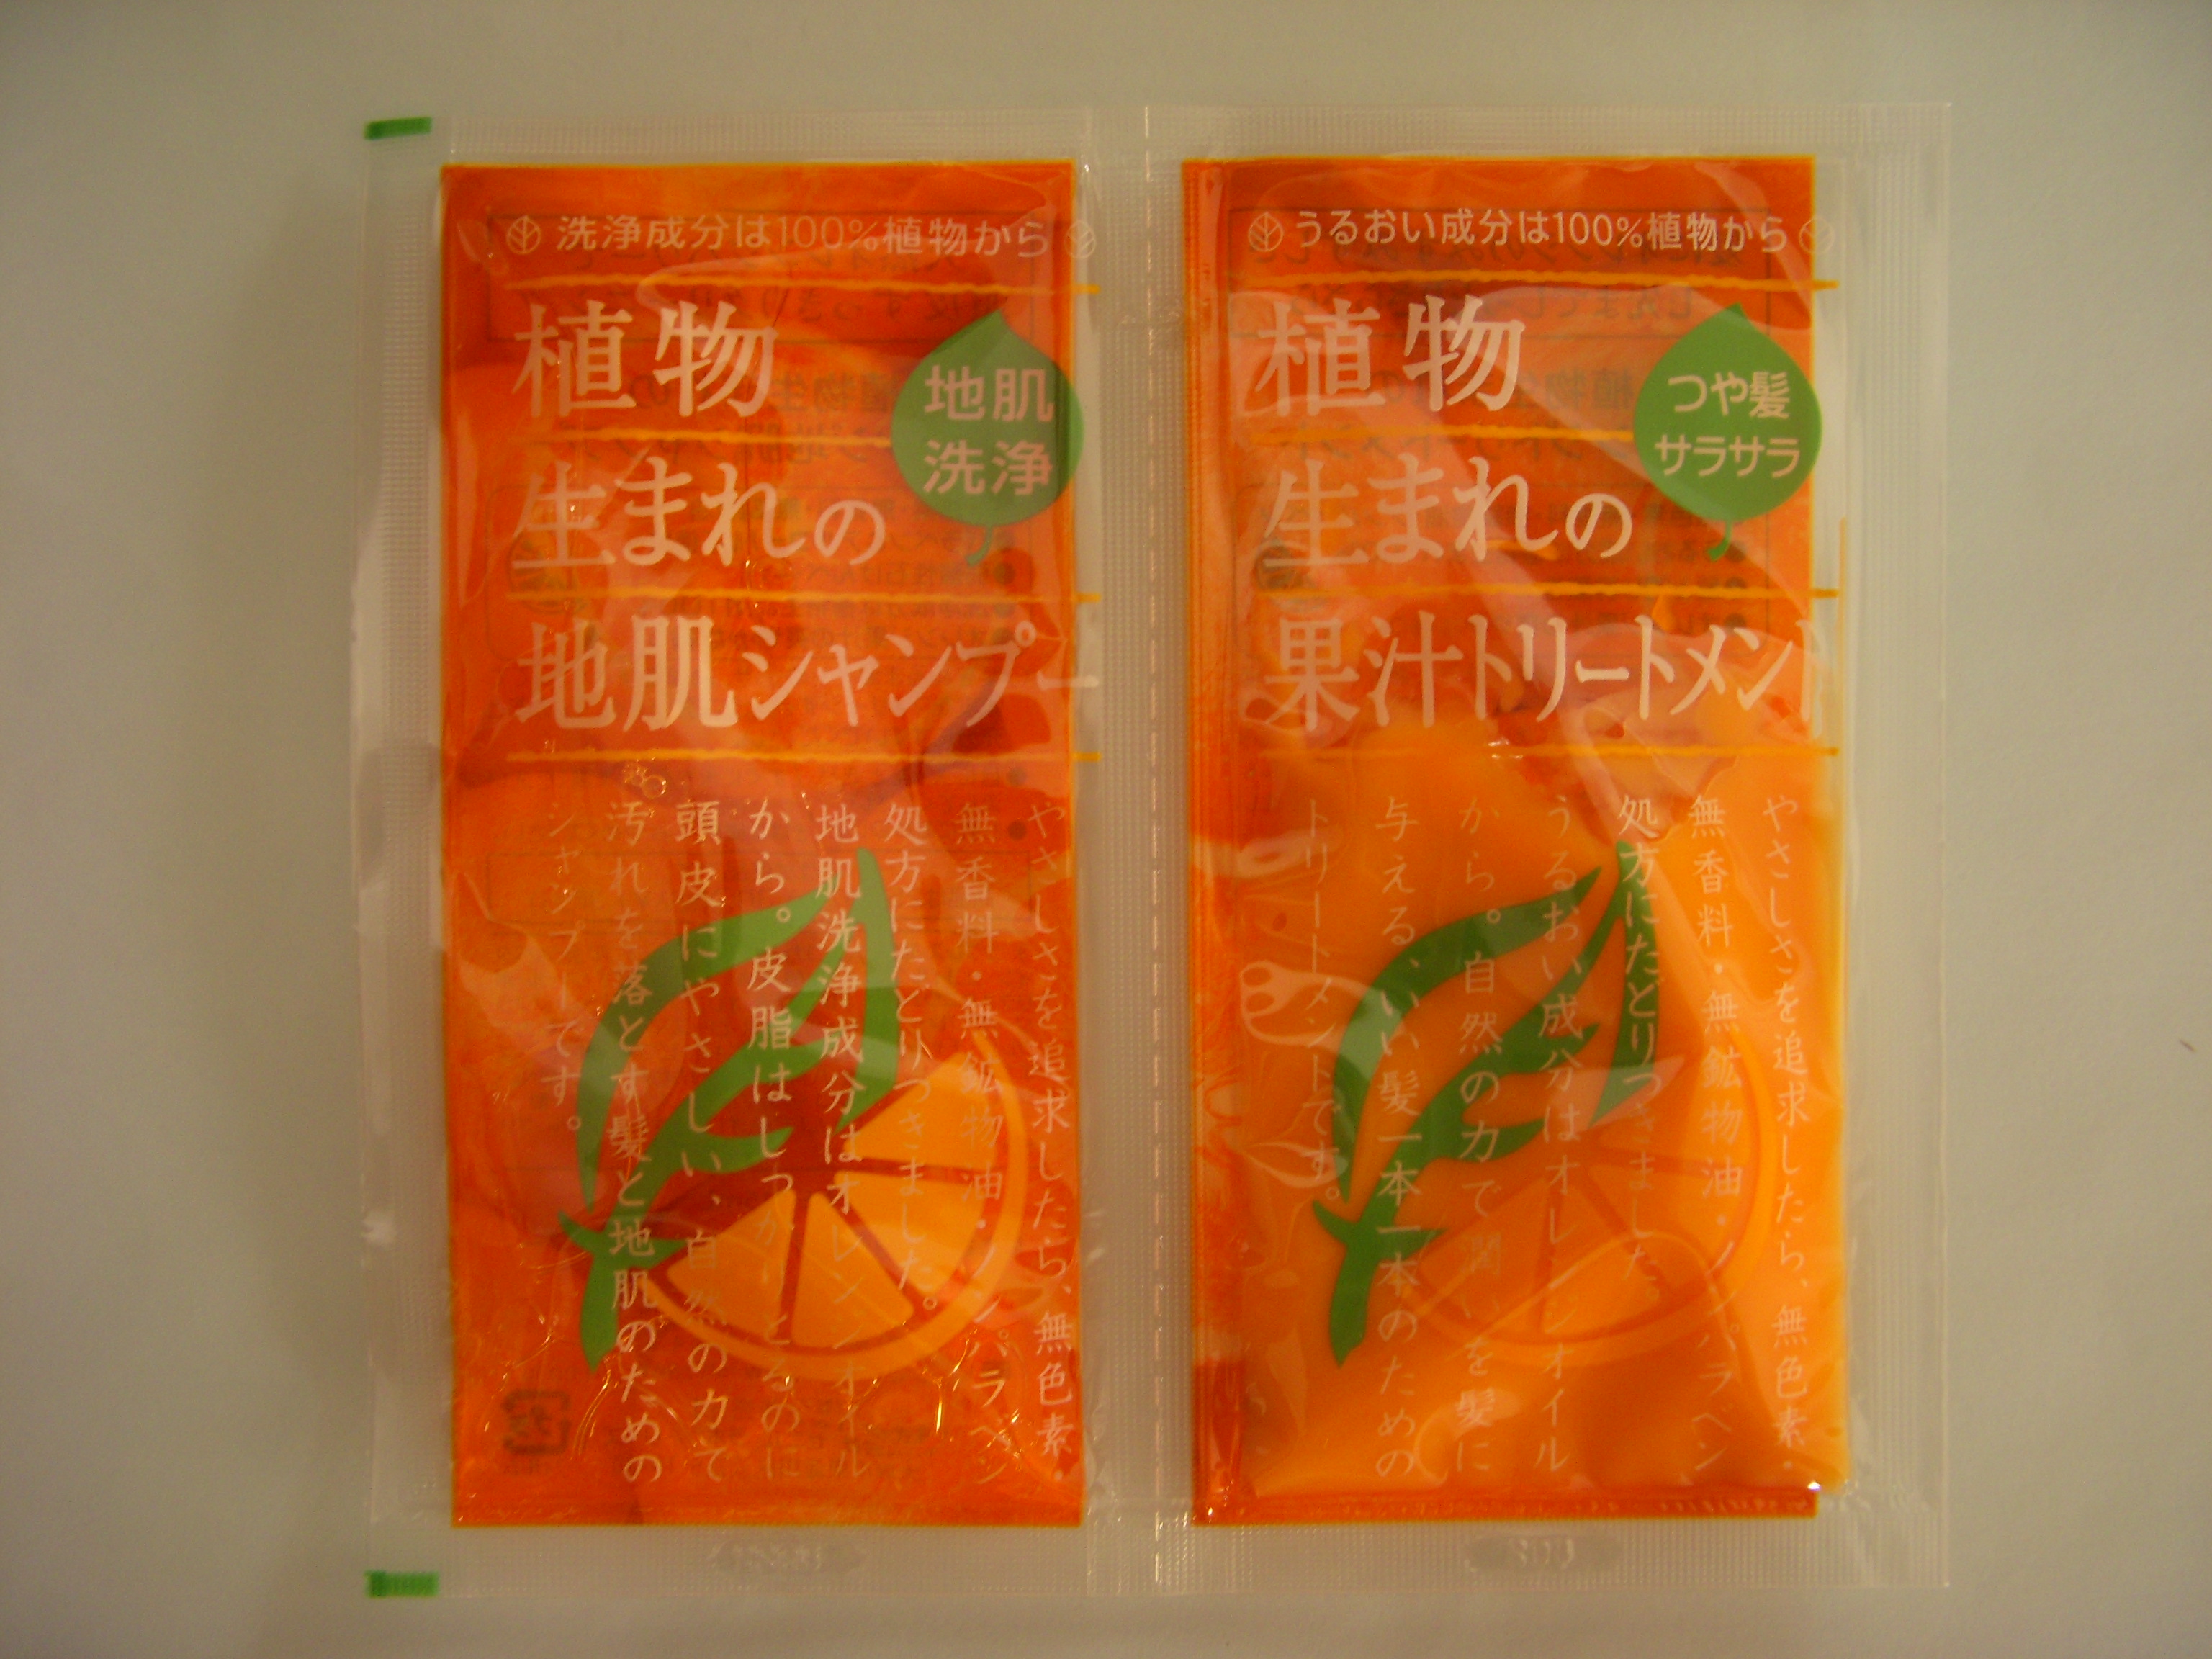 洗浄成分は100%植物から
植物
生まれの
地肌シャンプー
地肌
洗浄
やさしさを追求したら、無色素・
無香料・無鉱物油・ノンパラベン
処方にたどりつきました。
地肌洗浄成分はオレンジオイル
から。皮脂はしっかりとるのに
頭皮にやさしい、自然の力で
汚れを落とす髪と地肌のための
シャンプーです。
うるおい成分は100%植物から
植物
生まれの
果汁トリートメント
つや髪
サラサラ
やさしさを追求したら、無色素・
無香料・無鉱物油・ノンパラベン
処方にたどりつきました。
うるおい成分はオレンジオイル
から。自然の力で潤いを髪に
与える、いい髪一本一本のための
トリートメントです。